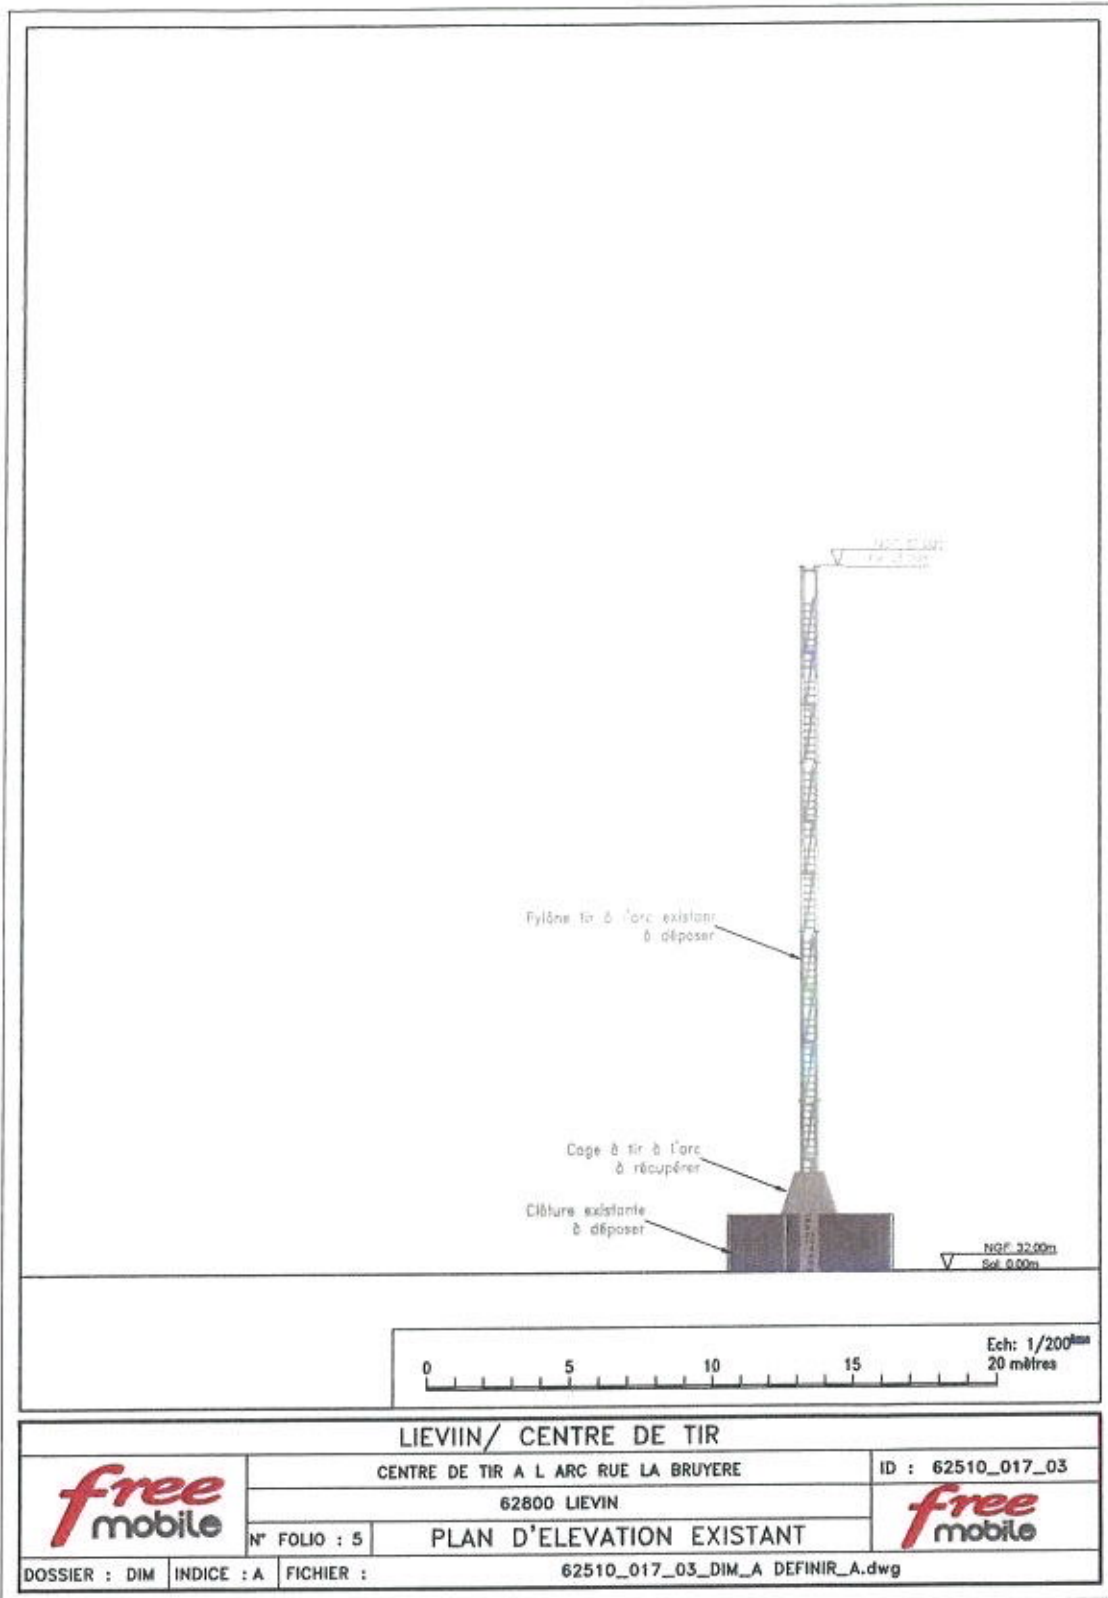 Pylône tir à l'arc existant
à déposer
Cage à tir à l'arc
à récupérer
Clôture existante
à déposer
NGF: 32.00m
Sol: 0.00m
Ech: 1/200ème
0 5 10 15 20 mètres
LIEVIIN/ CENTRE DE TIR
free mobile
CENTRE DE TIR A L ARC RUE LA BRUYERE
ID : 62510_017_03
62800 LIEVIN
free mobile
N° FOLIO : 5
PLAN D'ELEVATION EXISTANT
DOSSIER : DIM
INDICE : A
FICHIER :
62510_017_03_DIM_A DEFINIR_A.dwg